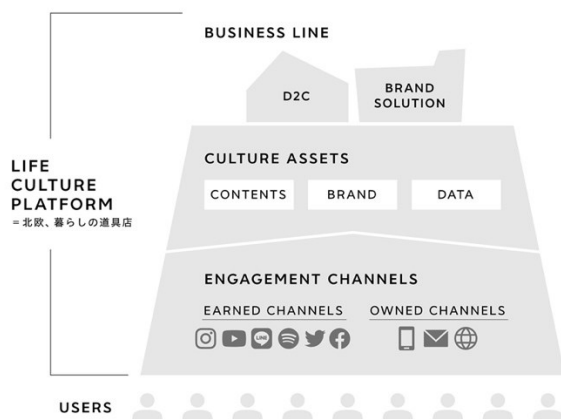 BUSINESS LINE
D2C
BRAND
SOLUTION
LIFE
CULTURE
PLATFORM
=北欧、暮らしの道具店
CULTURE ASSETS
CONTENTS
BRAND
DATA
ENGAGEMENT CHANNELS
EARNED CHANNELS
OWNED CHANNELS
LINE
USERS